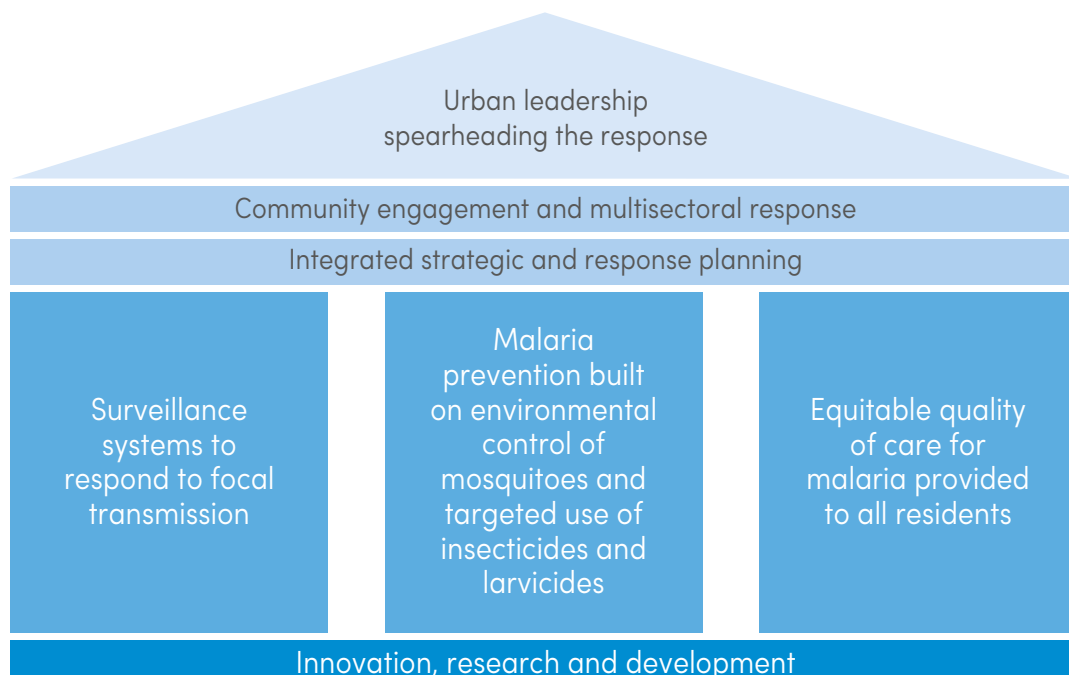 Urban leadership
spearheading the response
Community engagement and multisectoral response
Integrated strategic and response planning
Surveillance
systems to
respond to focal
transmission
Malaria
prevention built
on environmental
control of
mosquitoes and
targeted use of
insecticides and
larvicides
Equitable quality
of care for
malaria provided
to all residents
Innovation, research and development